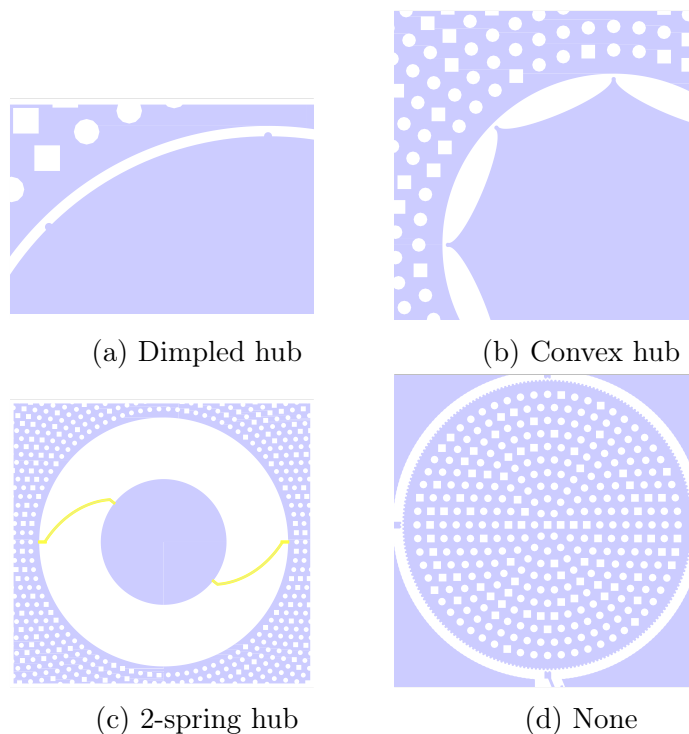 (a) Dimpled hub
(b) Convex hub
(c) 2-spring hub
(d) None